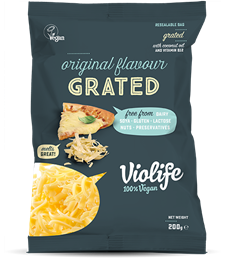 RESEALABLE BAG
Vegan
grated
with coconut oil
AND VITAMIN B12
original flavour
GRATED
free from: DAIRY
SOYA - GLUTEN - LACTOSE
NUTS - PRESERVATIVES
melts
GREAT!
Violife
100% Vegan
NET WEIGHT
200g